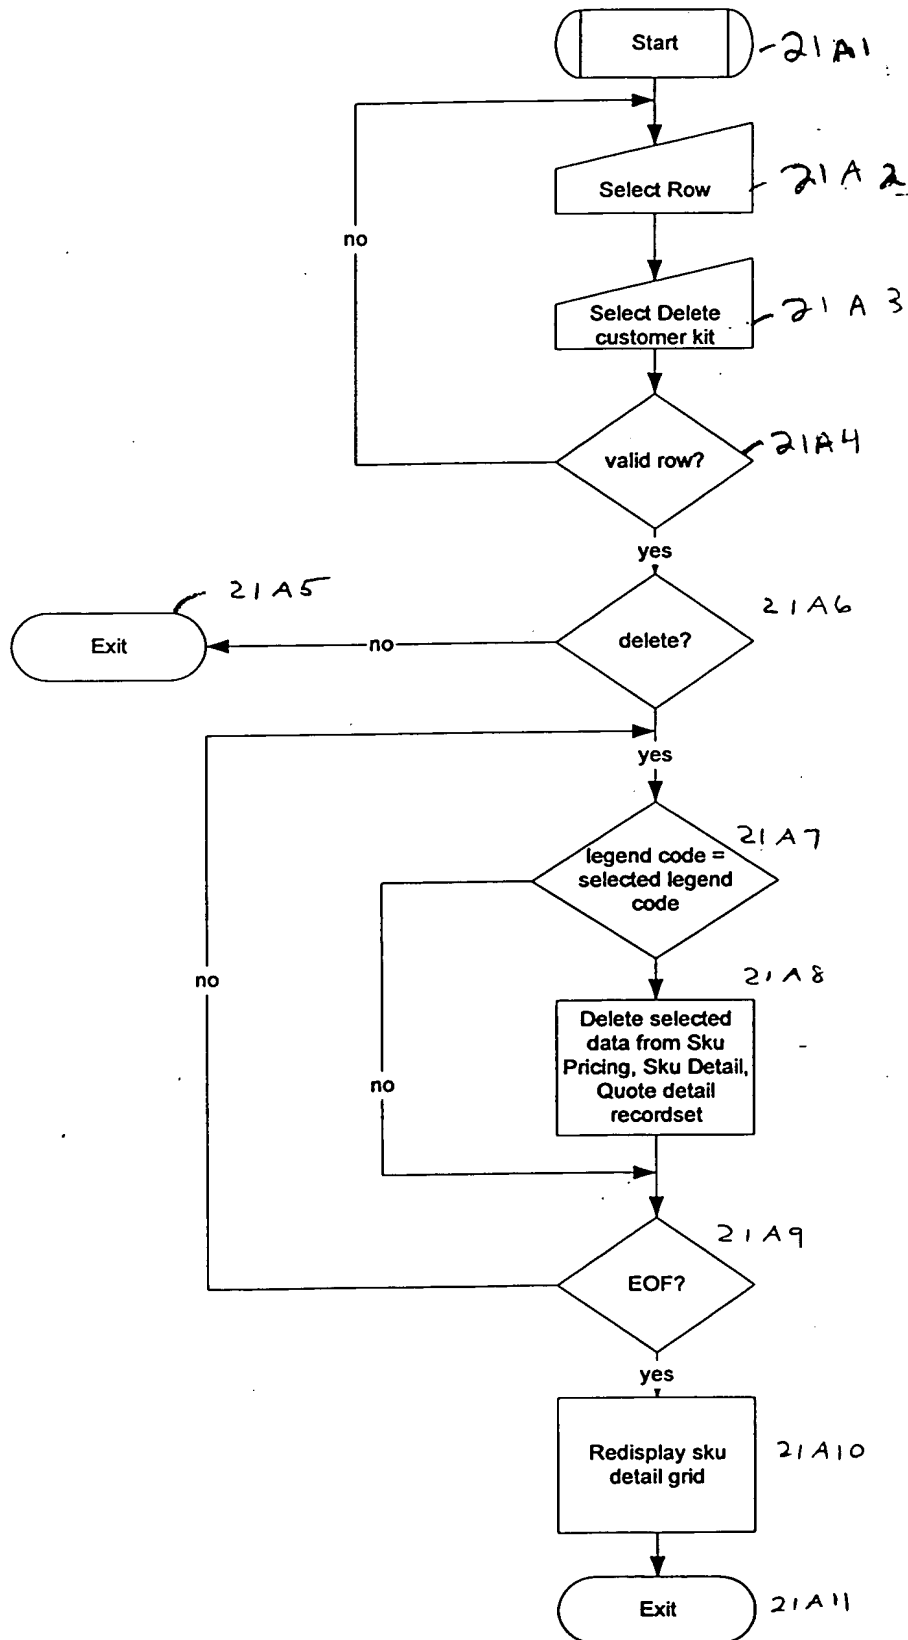 Start
21A1
Select Row
21A2
no
Select Delete
customer kit
21A3
valid row?
21A4
yes
21A5
Exit
no
delete?
21A6
yes
legend code =
selected legend
code
21A7
no
21A8
Delete selected
data from Sku
Pricing, Sku Detail,
Quote detail
recordset
no
21A9
EOF?
yes
Redisplay sku
detail grid
21A10
Exit
21A11